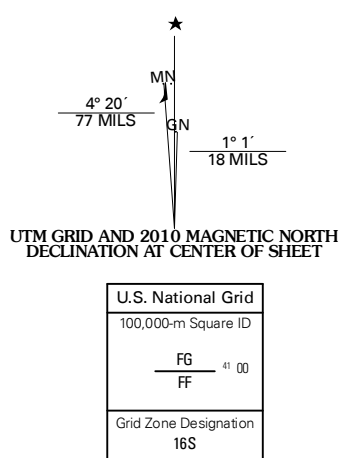 ★
MN
4° 20´
77 MILS
GN
1° 1´
18 MILS
UTM GRID AND 2010 MAGNETIC NORTH
DECLINATION AT CENTER OF SHEET
U.S. National Grid
100,000-m Square ID
FG
41 00
FF
Grid Zone Designation
16S